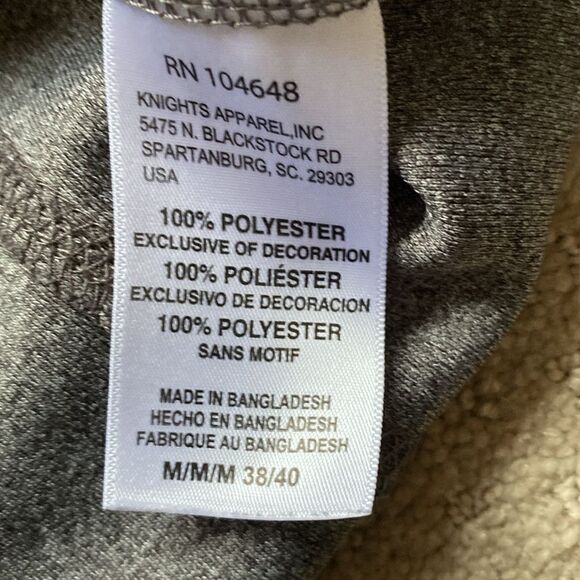 RN 104648
KNIGHTS APPAREL,INC
5475 N. BLACKSTOCK RD
SPARTANBURG, SC. 29303
USA
100% POLYESTER
EXCLUSIVE OF DECORATION
100% POLIÉSTER
EXCLUSIVO DE DECORACION
100% POLYESTER
SANS MOTIF
MADE IN BANGLADESH
HECHO EN BANGLADESH
FABRIQUE AU BANGLADESH
M/M/M 38/40